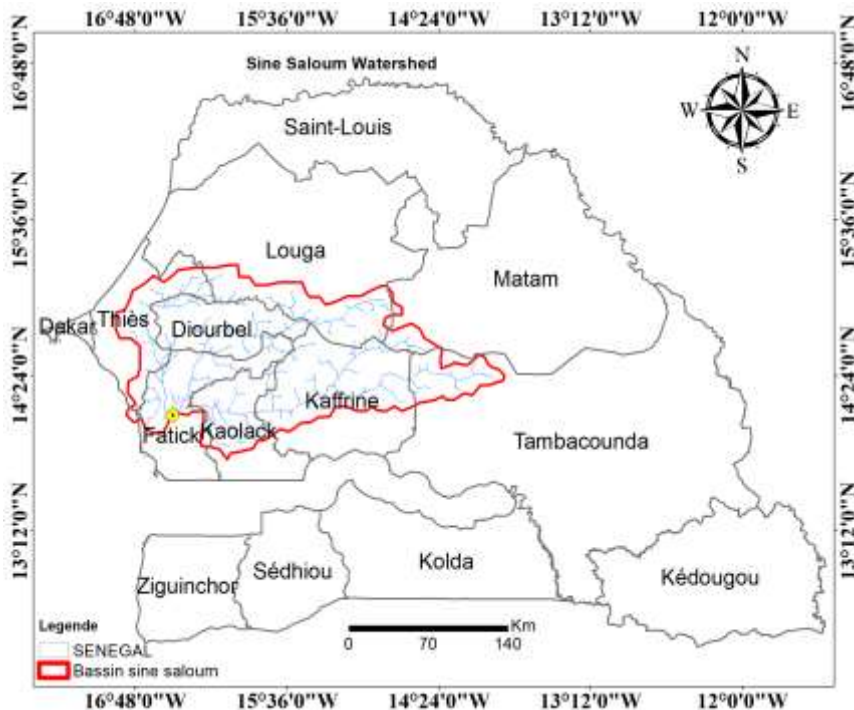 16°48'0"W 15°36'0"W 14°24'0"W 13°12'0"W 12°0'0"W
16°48'0"N
15°36'0"N
14°24'0"N
13°12'0"N
Sine Saloum Watershed
N
W E
S
Saint-Louis
Louga
Matam
Dakar
Thiès
Diourbel
Kaffrine
Fatick
Kaolack
Tambacounda
Ziguinchor
Sédhiou
Kolda
Kédougou
Legende
SENEGAL
Bassin sine saloum
Km
0 70 140
16°48'0"N
15°36'0"N
14°24'0"N
13°12'0"N
16°48'0"W 15°36'0"W 14°24'0"W 13°12'0"W 12°0'0"W